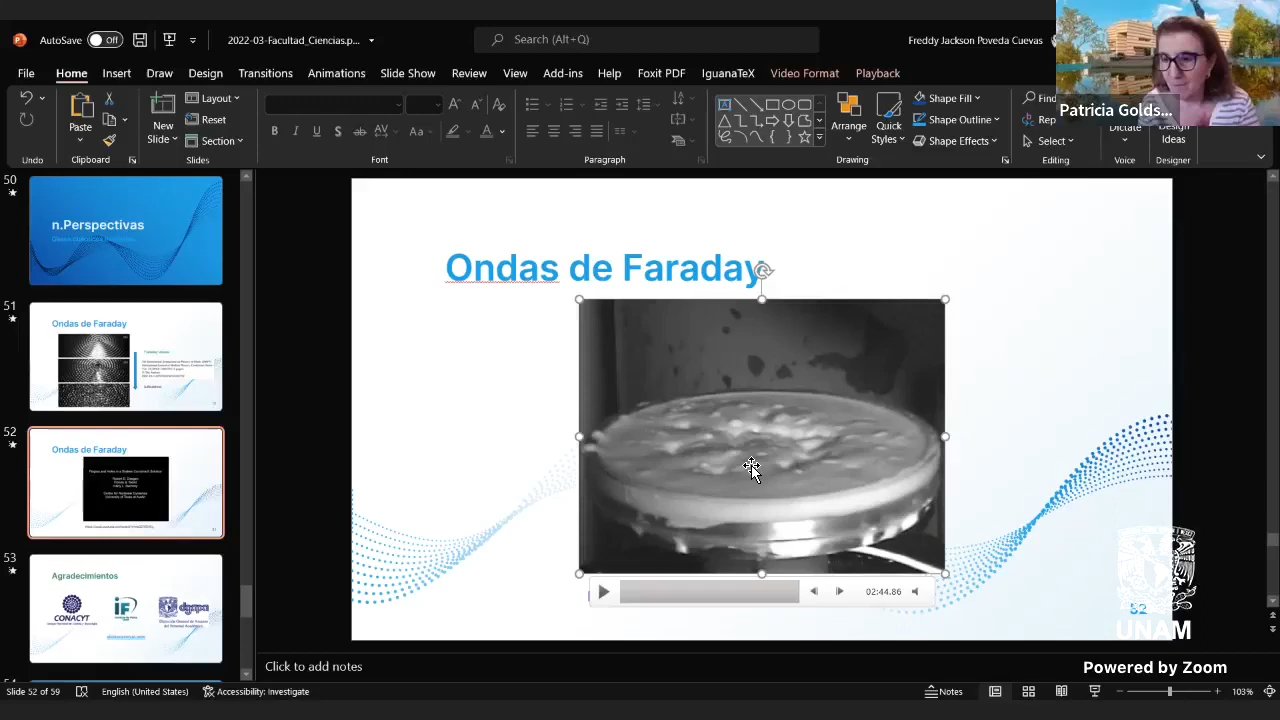 AutoSave Off
2022-03-Facultad_Ciencias.p...
Search (Alt+Q)
Freddy Jackson Poveda Cuevas
Patricia Golds...
File Home Insert Draw Design Transitions Animations Slide Show Review View Add-ins Help Foxit PDF IguanaTeX Video Format Playback
Paste
New
Slide
Layout
Reset
Section
B I U S ab AV Aa A
Arrange
Quick
Styles
Shape Fill
Shape Outline
Shape Effects
Find
Rep
Select
Dictate
Design
Ideas
Undo Clipboard Slides Font Paragraph Drawing Editing Voice Designer
50
n.Perspectivas
51
Ondas de Faraday
52
Ondas de Faraday
53
Agradecimientos
CONACYT
IF
dgapa
Ondas de Faraday
02:44.86
52
UNAM
Powered by Zoom
Click to add notes
Slide 52 of 59 English (United States) Accessibility: Investigate Notes 103%